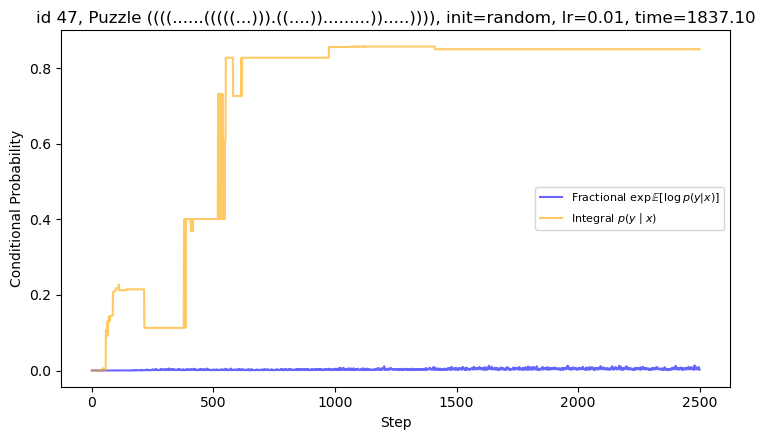 id 47, Puzzle ((((......(((((...))).((....)).........)).....)))), init=random, lr=0.01, time=1837.10
Conditional Probability
0.8
0.6
0.4
0.2
0.0
Fractional exp𝔼[log p(y|x)]
Integral p(y | x)
0
500
1000
1500
2000
2500
Step